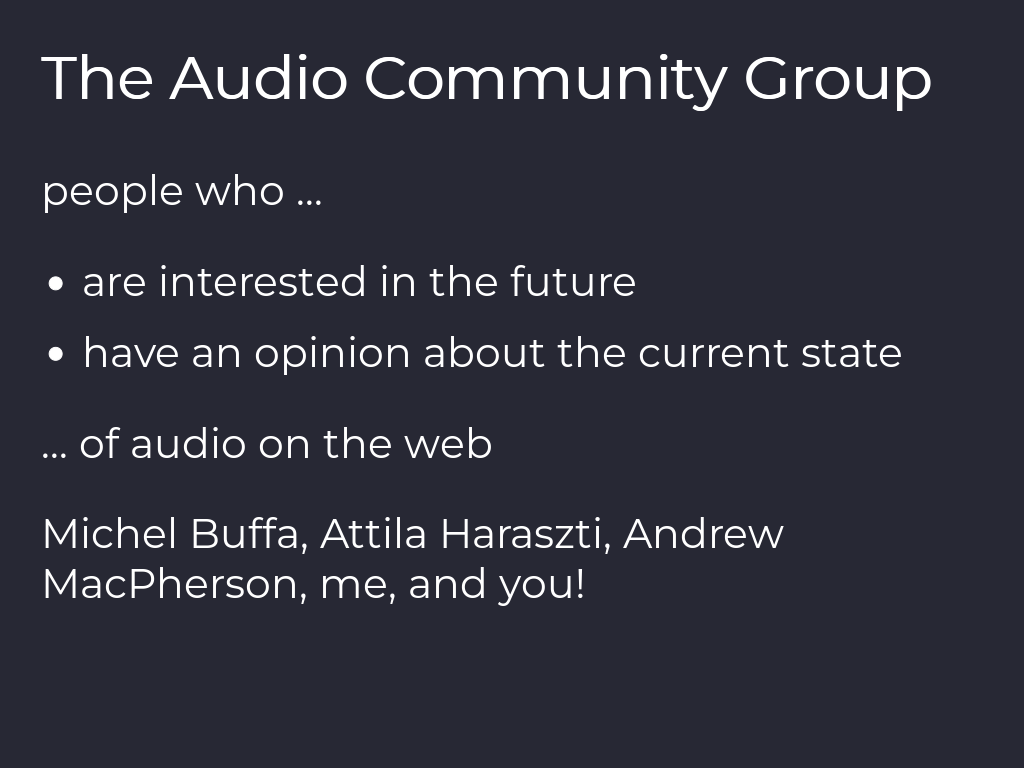 The Audio Community Group
people who ...
• are interested in the future
• have an opinion about the current state
... of audio on the web
Michel Buffa, Attila Haraszti, Andrew
MacPherson, me, and you!